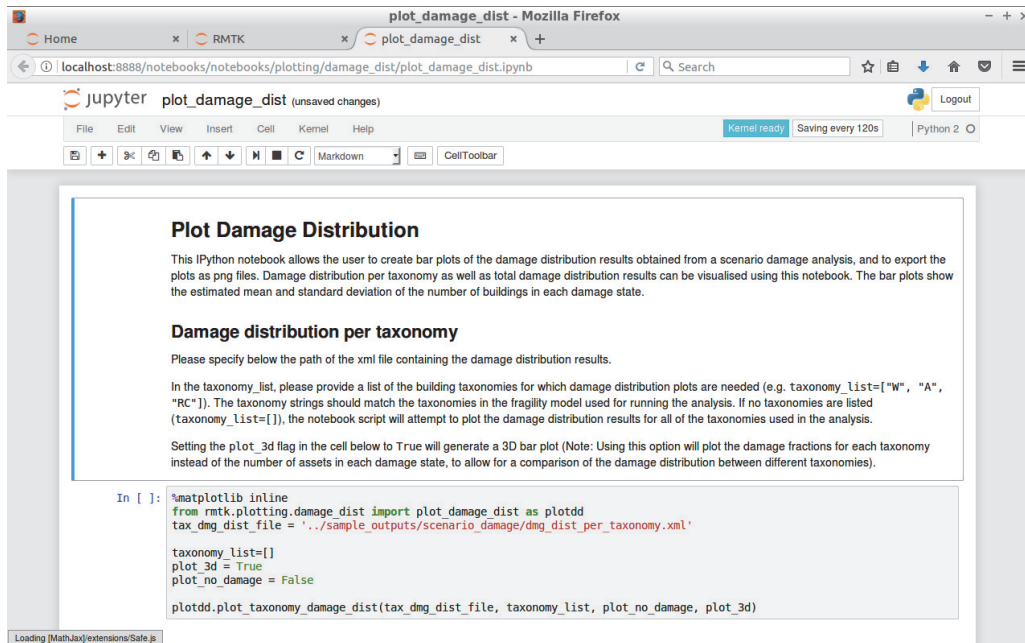 plot_damage_dist - Mozilla Firefox
Home
RMTK
plot_damage_dist
localhost:8888/notebooks/notebooks/plotting/damage_dist/plot_damage_dist.ipynb
Search
jupyter plot_damage_dist (unsaved changes)
Logout
File Edit View Insert Cell Kernel Help
Kernel ready Saving every 120s Python 2
Markdown CellToolbar
Plot Damage Distribution
This IPython notebook allows the user to create bar plots of the damage distribution results obtained from a scenario damage analysis, and to export the
plots as png files. Damage distribution per taxonomy as well as total damage distribution results can be visualised using this notebook. The bar plots show
the estimated mean and standard deviation of the number of buildings in each damage state.
Damage distribution per taxonomy
Please specify below the path of the xml file containing the damage distribution results.
In the taxonomy_list, please provide a list of the building taxonomies for which damage distribution plots are needed (e.g. taxonomy_list=["W", "A",
"RC"]). The taxonomy strings should match the taxonomies in the fragility model used for running the analysis. If no taxonomies are listed
(taxonomy_list=[]), the notebook script will attempt to plot the damage distribution results for all of the taxonomies used in the analysis.
Setting the plot_3d flag in the cell below to True will generate a 3D bar plot (Note: Using this option will plot the damage fractions for each taxonomy
instead of the number of assets in each damage state, to allow for a comparison of the damage distribution between different taxonomies).
In [ ]: %matplotlib inline
from rmtk.plotting.damage_dist import plot_damage_dist as plotdd
tax_dmg_dist_file = '../sample_outputs/scenario_damage/dmg_dist_per_taxonomy.xml'
taxonomy_list=[]
plot_3d = True
plot_no_damage = False
plotdd.plot_taxonomy_damage_dist(tax_dmg_dist_file, taxonomy_list, plot_no_damage, plot_3d)
Loading [MathJax]/extensions/Safe.js